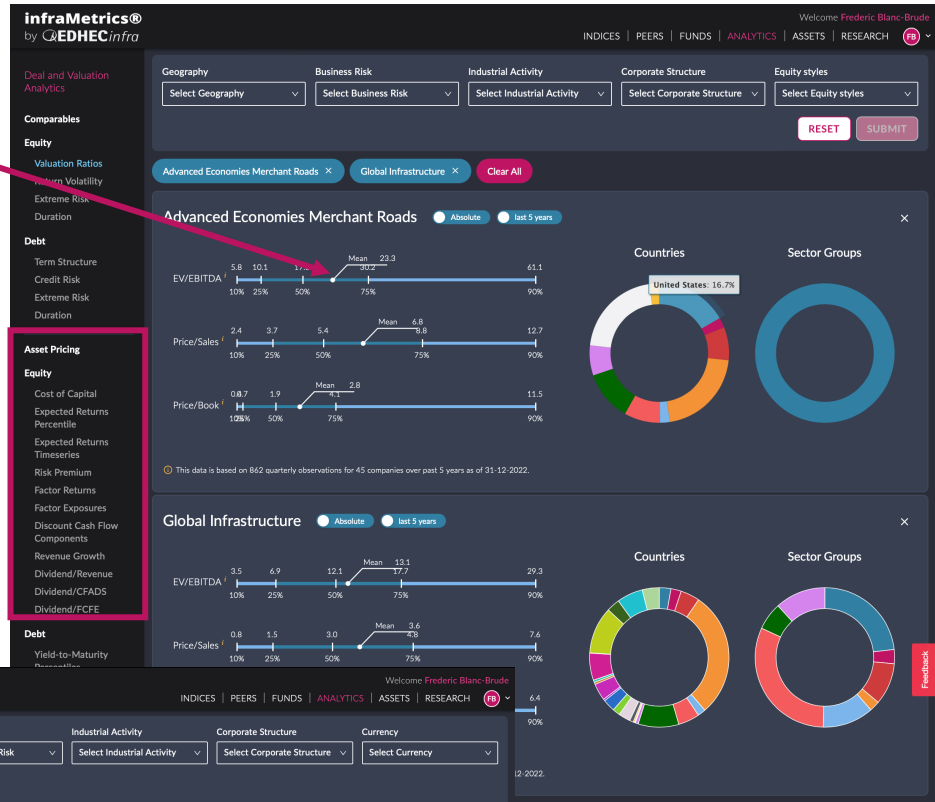 infraMetrics®
by EDHECinfra
Welcome Frederic Blanc-Brude
INDICES | PEERS | FUNDS | ANALYTICS | ASSETS | RESEARCH FB
Deal and Valuation
Analytics
Comparables
Equity
Valuation Ratios
Return Volatility
Extreme Risk
Duration
Debt
Term Structure
Credit Risk
Extreme Risk
Duration
Asset Pricing
Equity
Cost of Capital
Expected Returns
Percentile
Expected Returns
Timeseries
Risk Premium
Factor Returns
Factor Exposures
Discount Cash Flow
Components
Revenue Growth
Dividend/Revenue
Dividend/CFADS
Dividend/FCFE
Debt
Yield-to-Maturity
Geography Business Risk Industrial Activity Corporate Structure Equity styles
Select Geography Select Business Risk Select Industrial Activity Select Corporate Structure Select Equity styles
RESET SUBMIT
Advanced Economies Merchant Roads × Global Infrastructure × Clear All
Advanced Economies Merchant Roads Absolute last 5 years ×
Countries Sector Groups
United States: 16.7%
Mean 23.3
5.8 10.1 30.2 61.1
EV/EBITDA i
10% 25% 50% 75% 90%
Mean 6.8
2.4 3.7 5.4 8.8 12.7
Price/Sales i
10% 25% 50% 75% 90%
Mean 2.8
1.9 4.1 11.5
Price/Book i
50% 75% 90%
This data is based on 862 quarterly observations for 45 companies over past 5 years as of 31-12-2022.
Global Infrastructure Absolute last 5 years ×
Countries Sector Groups
Mean 13.1
3.5 6.9 12.1 17.7 29.3
EV/EBITDA i
10% 25% 50% 75% 90%
Mean 3.6
0.8 1.5 3.0 4.8 7.6
Price/Sales i
10% 25% 50% 75% 90%
6.4
90%
12-2022.
Feedback
Welcome Frederic Blanc-Brude
INDICES | PEERS | FUNDS | ANALYTICS | ASSETS | RESEARCH FB
Industrial Activity Corporate Structure Currency
Risk Select Industrial Activity Select Corporate Structure Select Currency